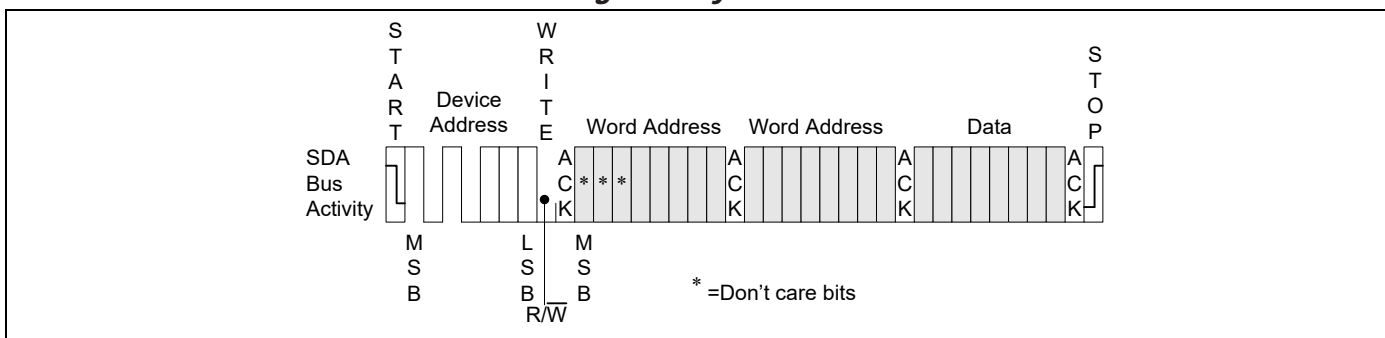 START
WRITE
STOP
Device
Address
Word Address
Word Address
Data
SDA
Bus
Activity
ACK
* * *
ACK
ACK
ACK
MSB
LSB
MSB
R/W̅
* =Don't care bits